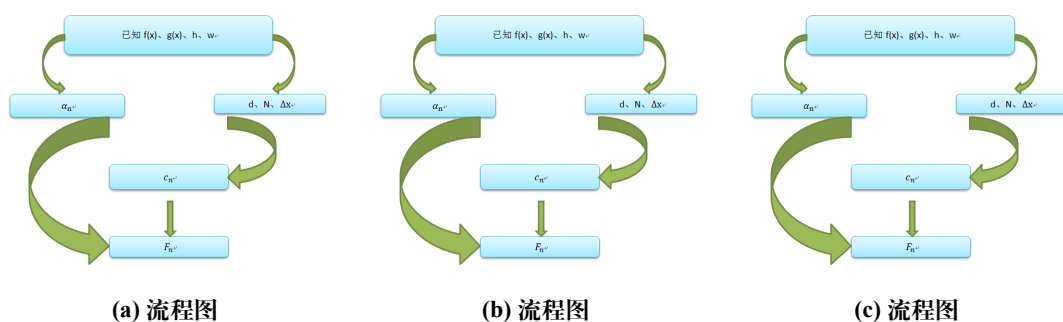 已知 f(x)、g(x)、h、w 已知 f(x)、g(x)、h、w 已知 f(x)、g(x)、h、w
αn d、N、Δx αn d、N、Δx αn d、N、Δx
cn cn cn
Fn Fn Fn
(a) 流程图 (b) 流程图 (c) 流程图